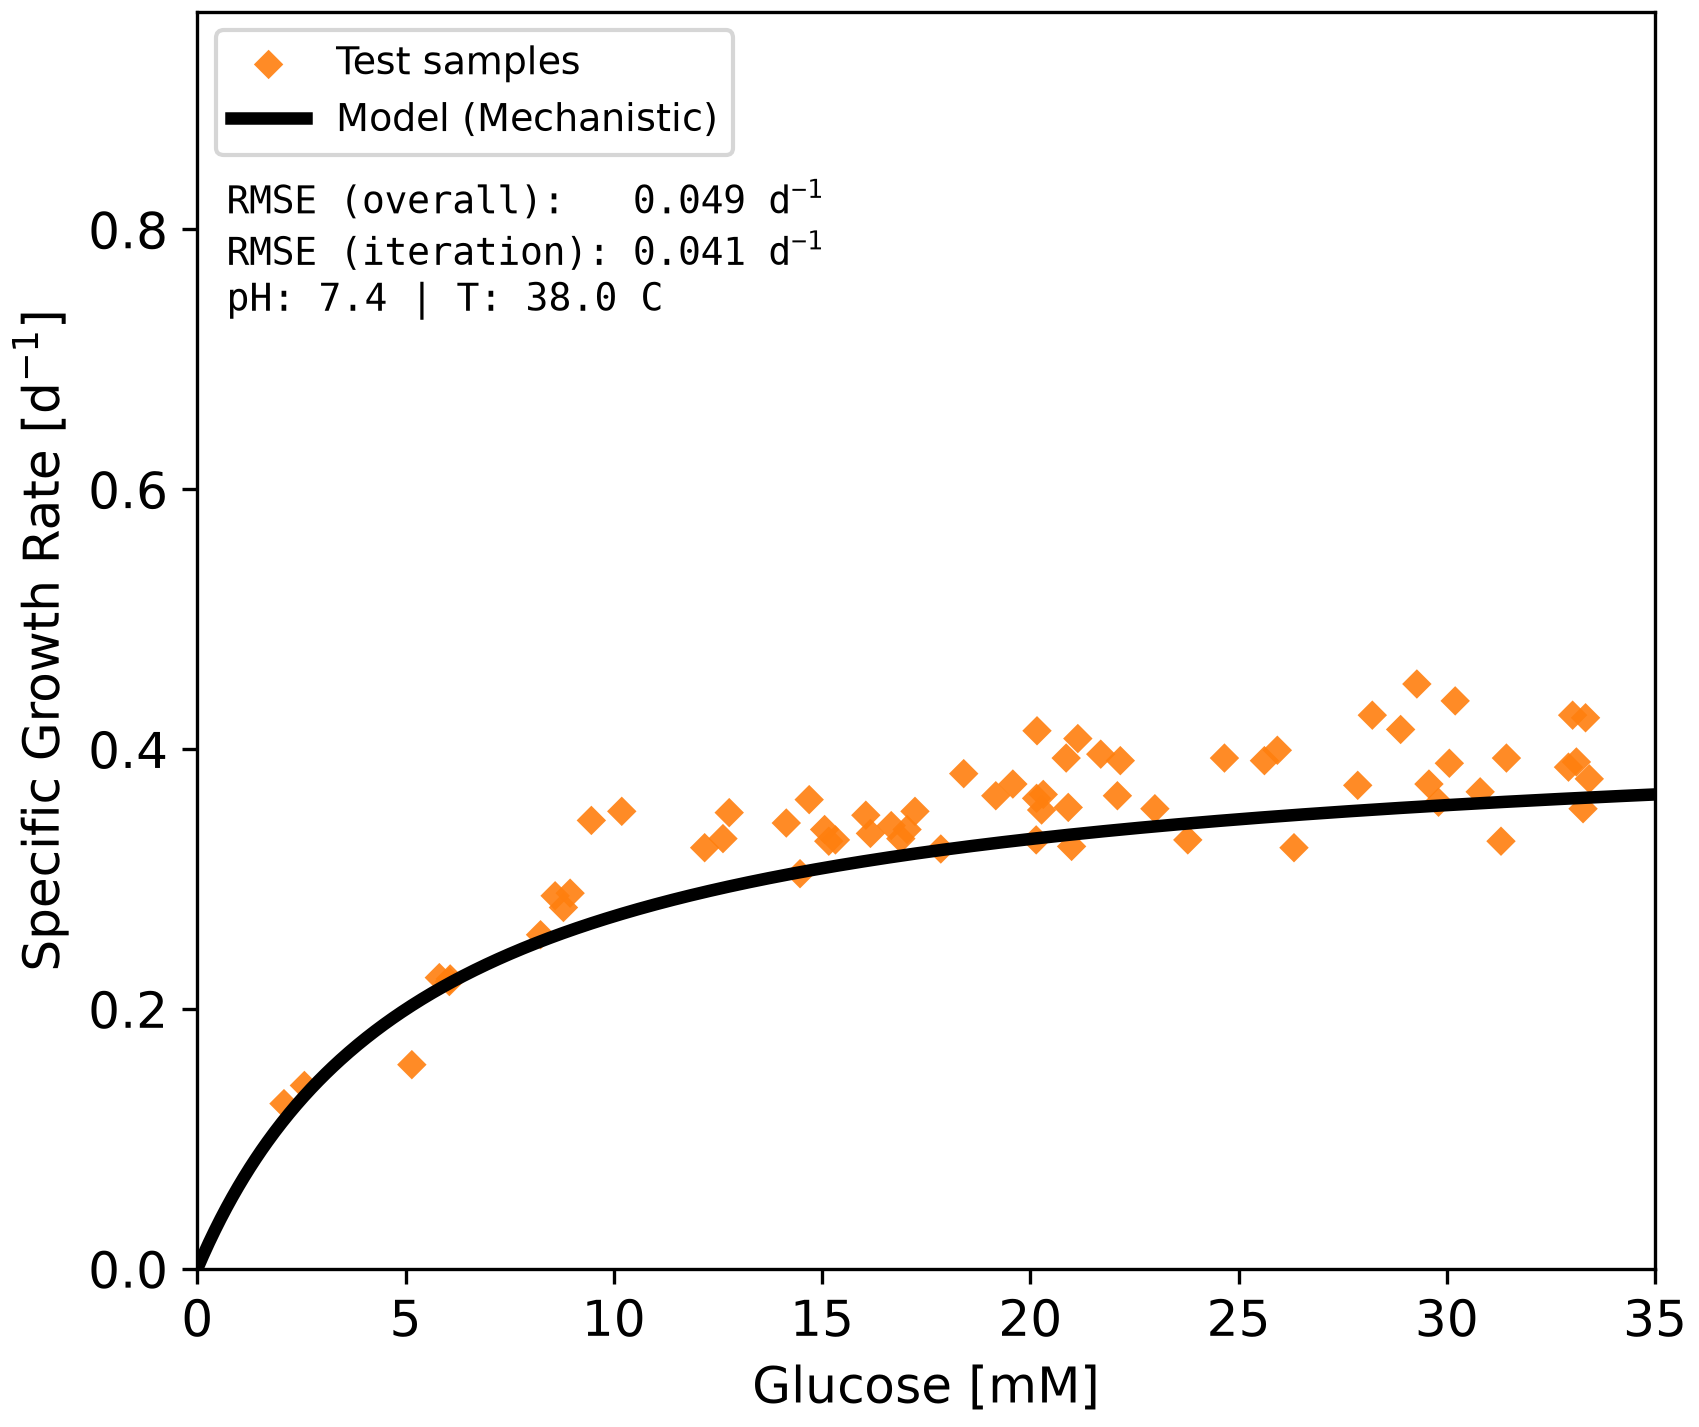 Test samples
Model (Mechanistic)
RMSE (overall):   0.049 d⁻¹
RMSE (iteration): 0.041 d⁻¹
pH: 7.4 | T: 38.0 C
Specific Growth Rate [d⁻¹]
0.8
0.6
0.4
0.2
0.0
0 5 10 15 20 25 30 35
Glucose [mM]